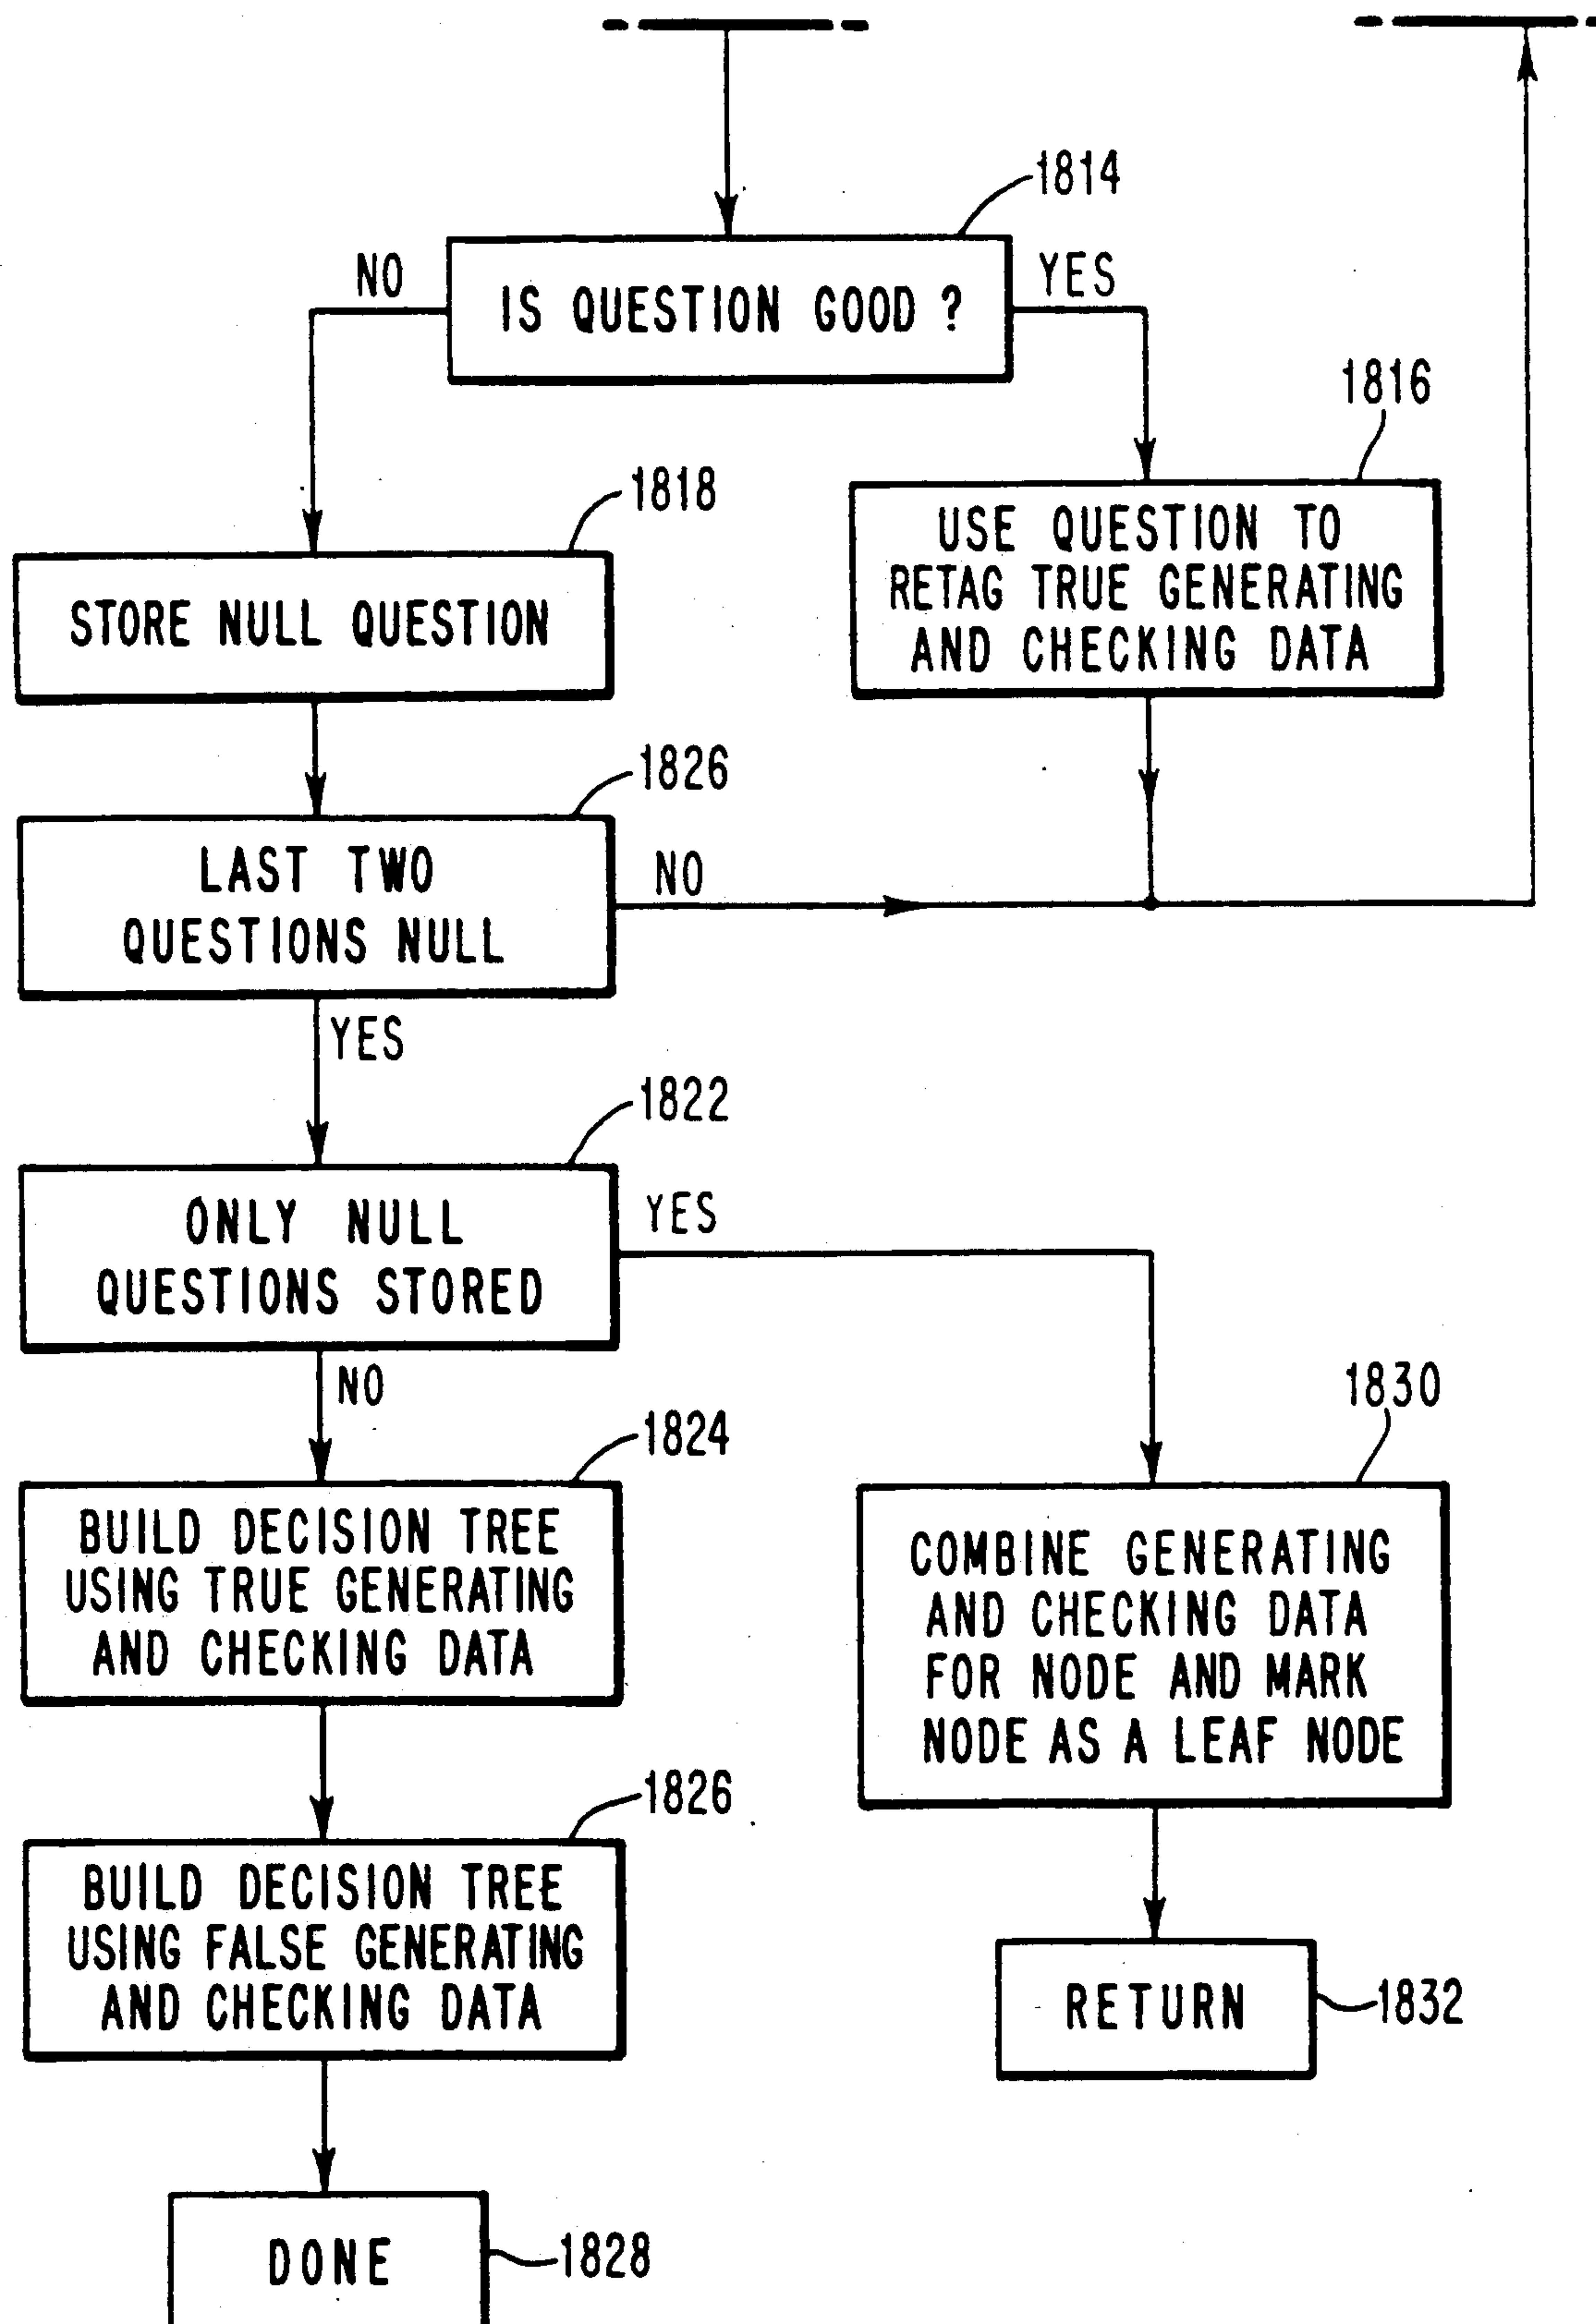 1814
NO
IS QUESTION GOOD ?
YES
1816
USE QUESTION TO
RETAG TRUE GENERATING
AND CHECKING DATA
1818
STORE NULL QUESTION
1826
LAST TWO
QUESTIONS NULL
NO
YES
1822
ONLY NULL
QUESTIONS STORED
YES
NO
1824
BUILD DECISION TREE
USING TRUE GENERATING
AND CHECKING DATA
1830
COMBINE GENERATING
AND CHECKING DATA
FOR NODE AND MARK
NODE AS A LEAF NODE
1826
BUILD DECISION TREE
USING FALSE GENERATING
AND CHECKING DATA
RETURN
1832
DONE
1828